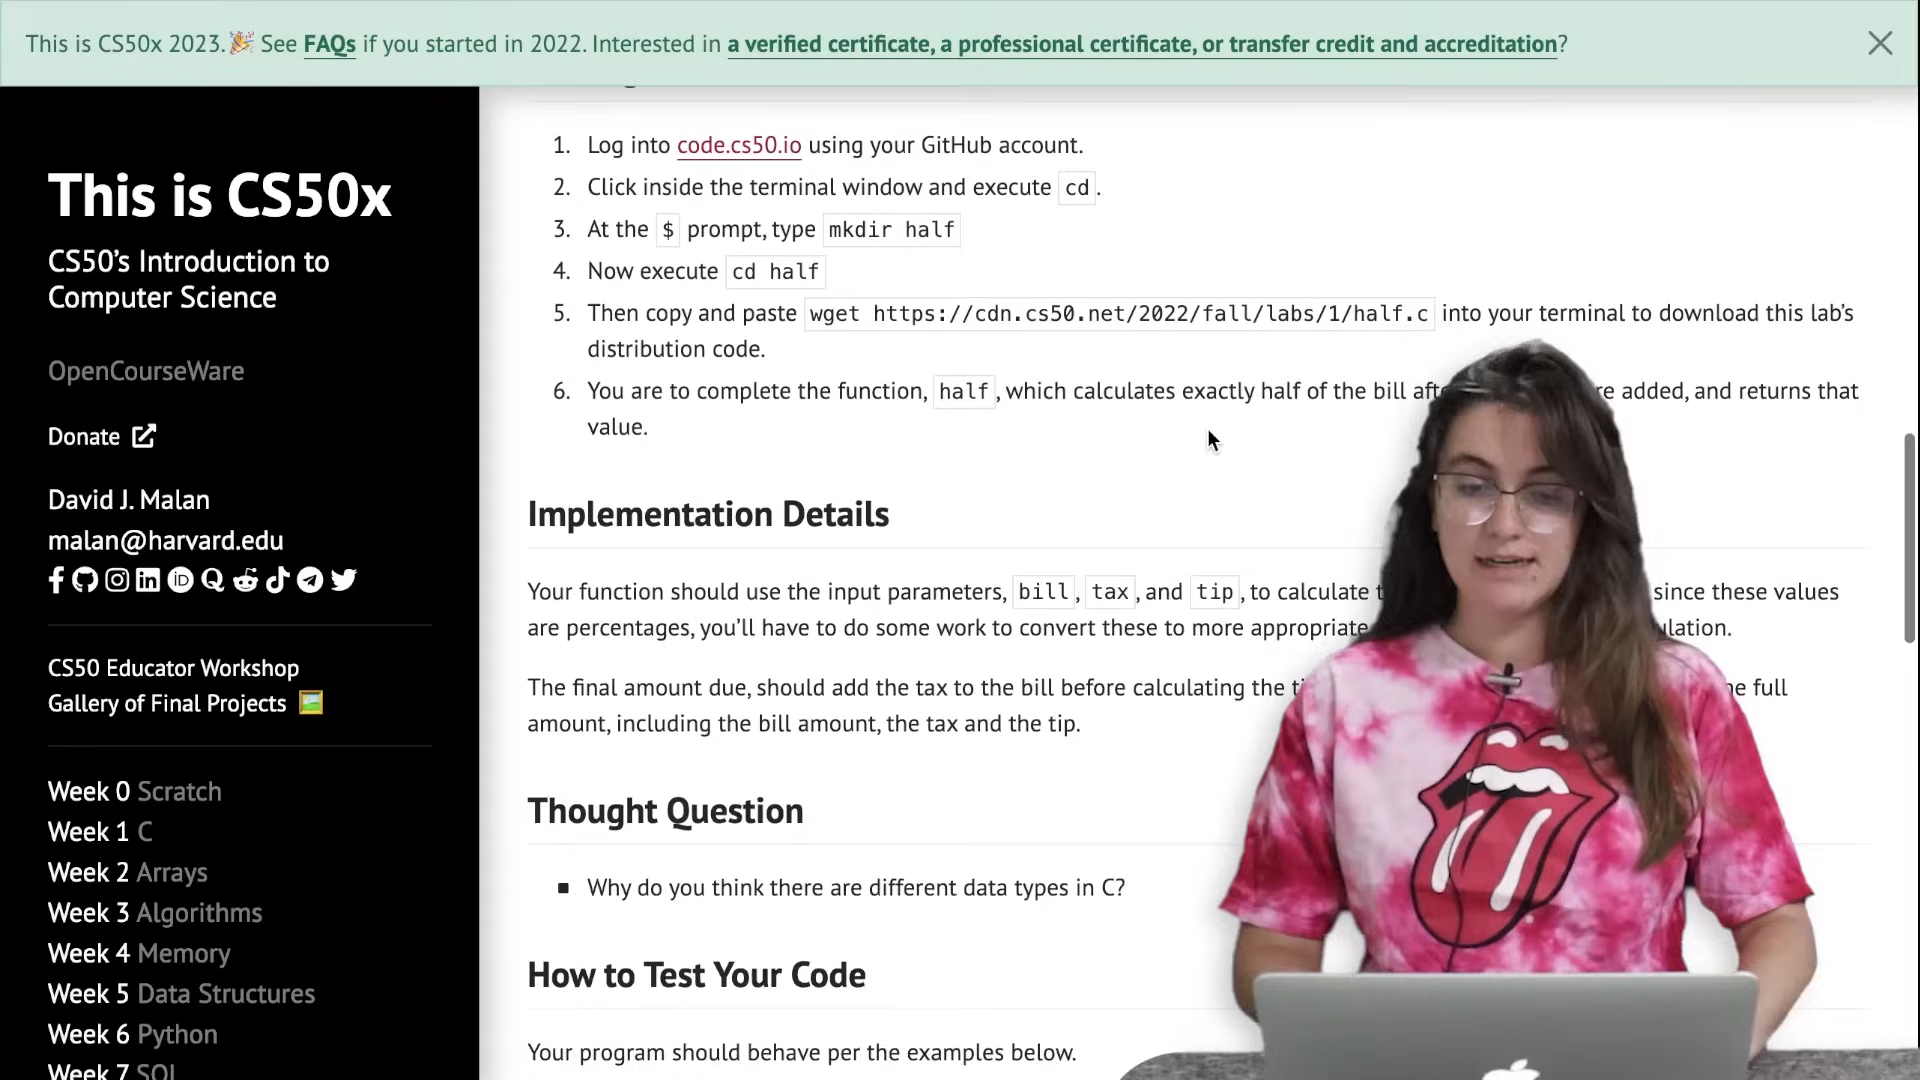 This is CS50x 2023.🎉 See FAQs if you started in 2022. Interested in a verified certificate, a professional certificate, or transfer credit and accreditation?
This is CS50x
CS50’s Introduction to
Computer Science
OpenCourseWare
Donate
David J. Malan
malan@harvard.edu
CS50 Educator Workshop
Gallery of Final Projects
Week 0 Scratch
Week 1 C
Week 2 Arrays
Week 3 Algorithms
Week 4 Memory
Week 5 Data Structures
Week 6 Python
Week 7 SQL
1. Log into code.cs50.io using your GitHub account.
2. Click inside the terminal window and execute cd.
3. At the $ prompt, type mkdir half
4. Now execute cd half
5. Then copy and paste wget https://cdn.cs50.net/2022/fall/labs/1/half.c into your terminal to download this lab’s
distribution code.
6. You are to complete the function, half, which calculates exactly half of the bill added, and returns that
value.
Implementation Details
Your function should use the input parameters, bill, tax, and tip, to calculate since these values
are percentages, you’ll have to do some work to convert these to more appropriate
The final amount due, should add the tax to the bill before calculating the full
amount, including the bill amount, the tax and the tip.
Thought Question
■ Why do you think there are different data types in C?
How to Test Your Code
Your program should behave per the examples below.